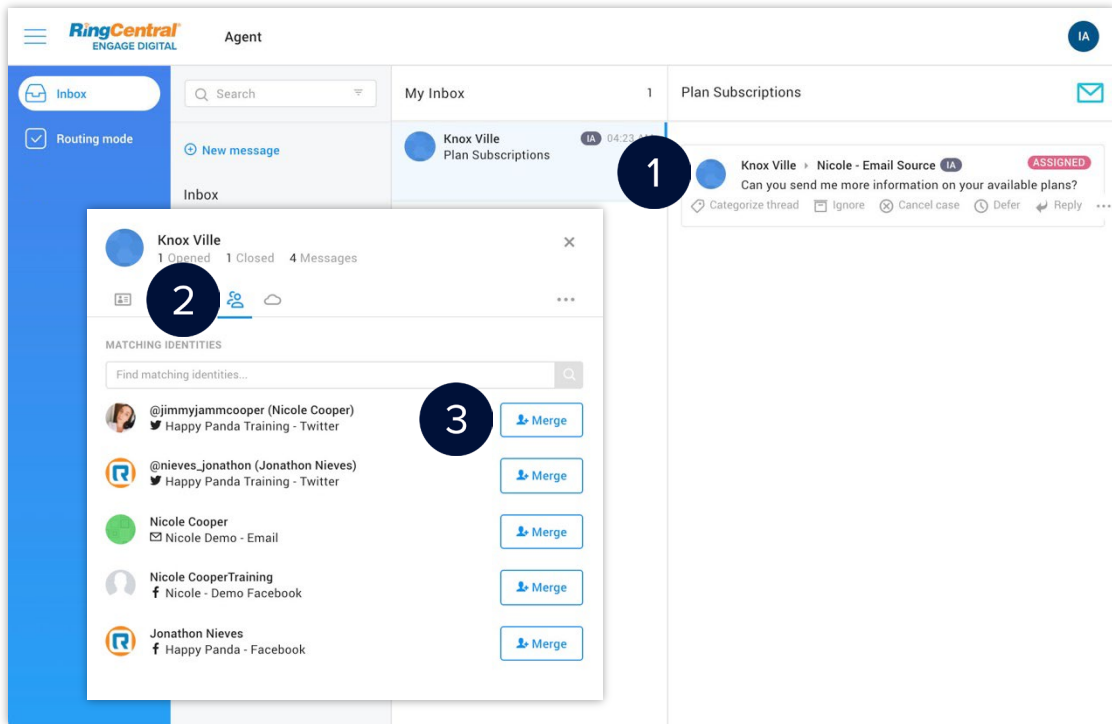 RingCentral
ENGAGE DIGITAL
Agent
IA
Inbox
Routing mode
Search
New message
Inbox
My Inbox 1
Knox Ville IA 04:23
Plan Subscriptions
Plan Subscriptions
1
Knox Ville ▸ Nicole - Email Source IA ASSIGNED
Can you send me more information on your available plans?
Categorize thread Ignore Cancel case Defer Reply ...
Knox Ville
1 Opened 1 Closed 4 Messages
2
MATCHING IDENTITIES
Find matching identities...
3
@jimmyjammcooper (Nicole Cooper)
Happy Panda Training - Twitter
Merge
@nieves_jonathon (Jonathon Nieves)
Happy Panda Training - Twitter
Merge
Nicole Cooper
Nicole Demo - Email
Merge
Nicole CooperTraining
Nicole - Demo Facebook
Merge
Jonathon Nieves
Happy Panda - Facebook
Merge